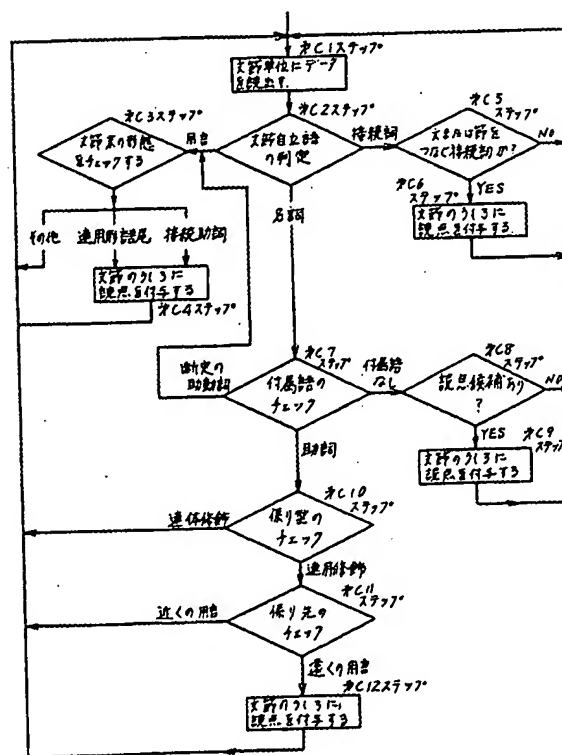 第C1ステップ
文節単位にデータ
を読出す.
第C2ステップ
文節自立語
の判定
第C3ステップ
文節末の形態
をチェックする
用言
接続詞
第C5
ステップ
文または節を
つなぐ接続詞か?
NO
YES
第C6
ステップ
文節のうしろに
読点を付与する.
その他
連用形語尾
接続助詞
文節のうしろに
読点を付与する
第C4ステップ
名詞
第C7
ステップ
付属語の
チェック
断定の
助動詞
付属語
なし
第C8
ステップ
読点候補あり
?
NO
YES
第C9
ステップ
文節のうしろに
読点を付与する
助詞
第C10
ステップ
係り型の
チェック
連体修飾
連用修飾
第C11
ステップ
係り先の
チェック
近くの用言
遠くの用言
第C12ステップ
文節のうしろに,
読点を付与する